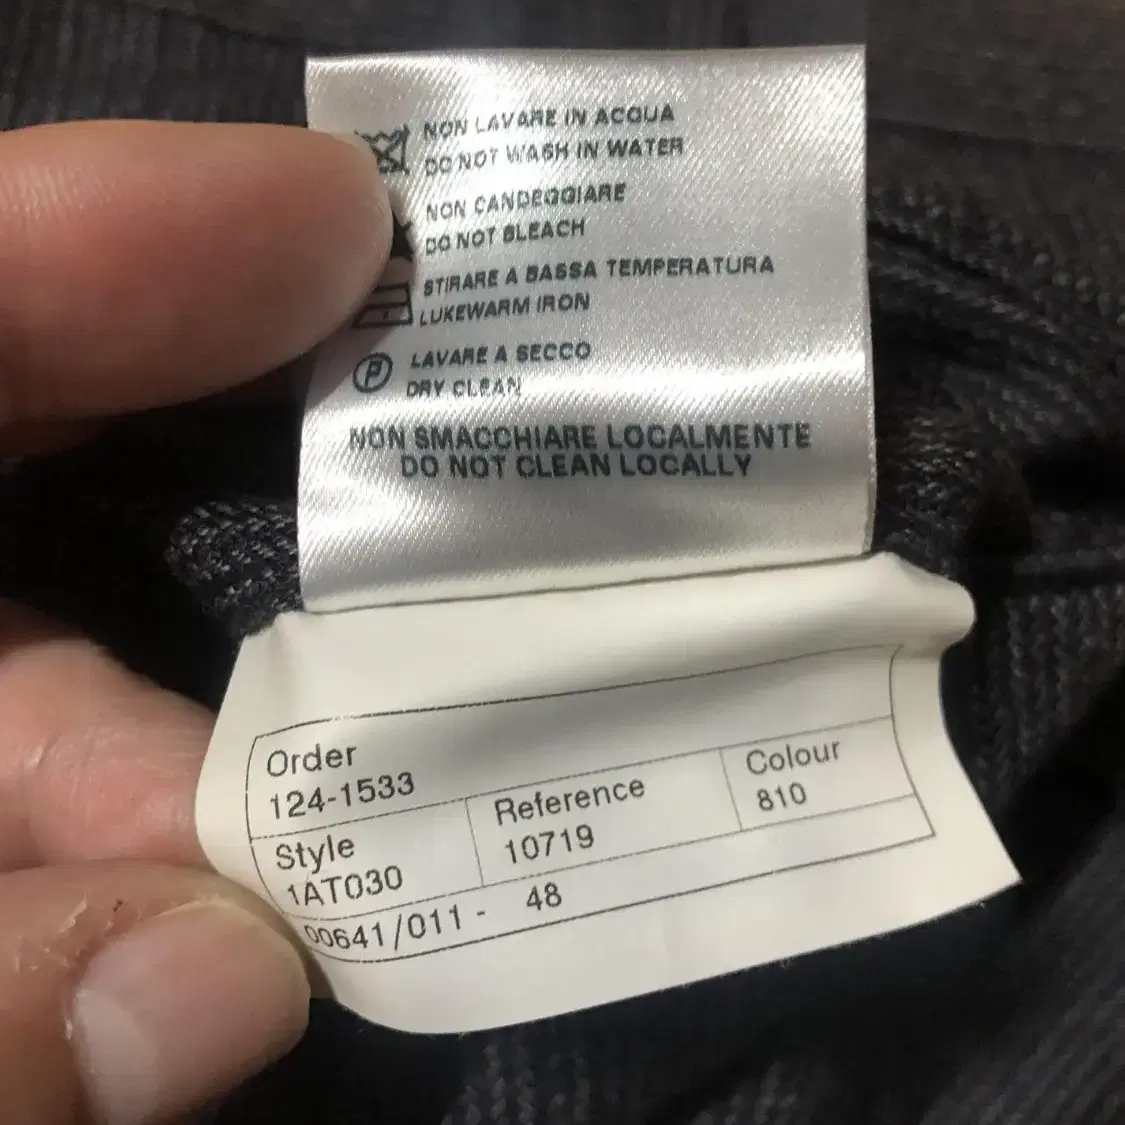 NON LAVARE IN ACQUA
DO NOT WASH IN WATER
NON CANDEGGIARE
DO NOT BLEACH
STIRARE A BASSA TEMPERATURA
LUKEWARM IRON
P LAVARE A SECCO
DRY CLEAN
NON SMACCHIARE LOCALMENTE
DO NOT CLEAN LOCALLY
Order
124-1533
Style
1AT030
Reference
10719
Colour
810
00641/011 - 48